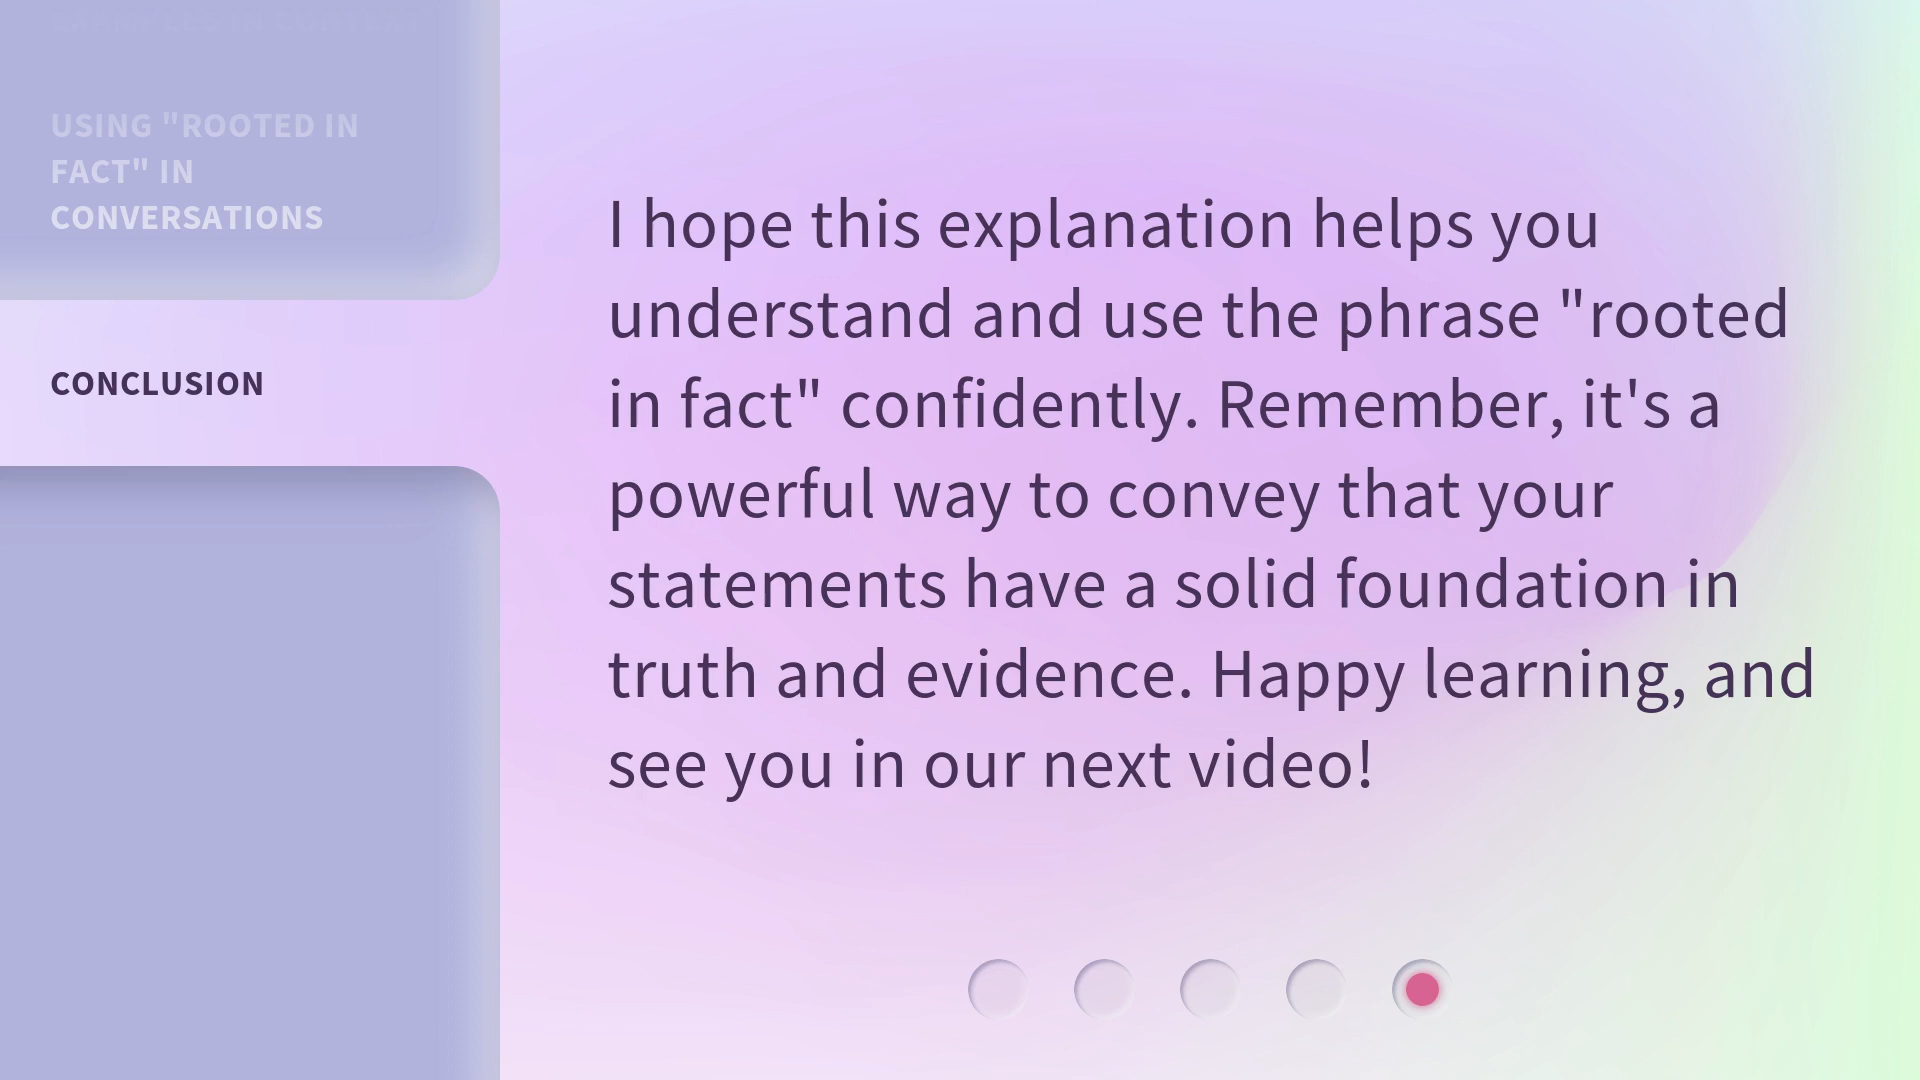 USING "ROOTED IN
FACT" IN
CONVERSATIONS
CONCLUSION
I hope this explanation helps you
understand and use the phrase "rooted
in fact" confidently. Remember, it's a
powerful way to convey that your
statements have a solid foundation in
truth and evidence. Happy learning, and
see you in our next video!